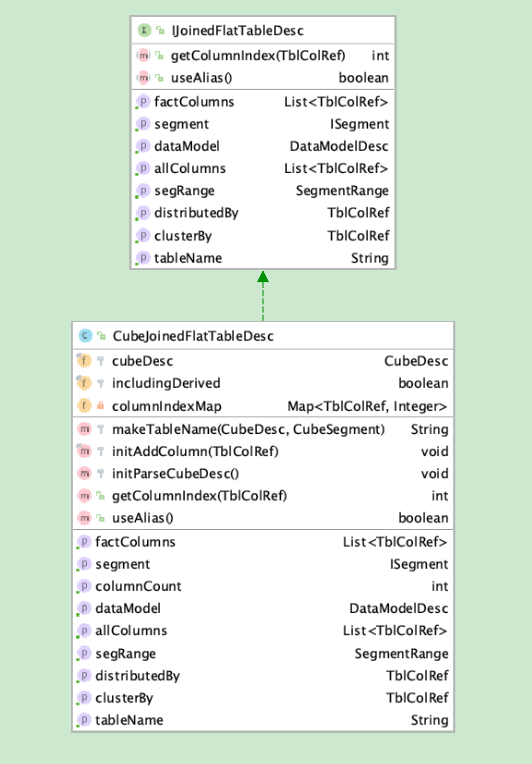 I IJoinedFlatTableDesc
m getColumnIndex(TblColRef) int
m useAlias() boolean
p factColumns List<TblColRef>
p segment ISegment
p dataModel DataModelDesc
p allColumns List<TblColRef>
p segRange SegmentRange
p distributedBy TblColRef
p clusterBy TblColRef
p tableName String
C CubeJoinedFlatTableDesc
f cubeDesc CubeDesc
f includingDerived boolean
f columnIndexMap Map<TblColRef, Integer>
m makeTableName(CubeDesc, CubeSegment) String
m initAddColumn(TblColRef) void
m initParseCubeDesc() void
m getColumnIndex(TblColRef) int
m useAlias() boolean
p factColumns List<TblColRef>
p segment ISegment
p columnCount int
p dataModel DataModelDesc
p allColumns List<TblColRef>
p segRange SegmentRange
p distributedBy TblColRef
p clusterBy TblColRef
p tableName String